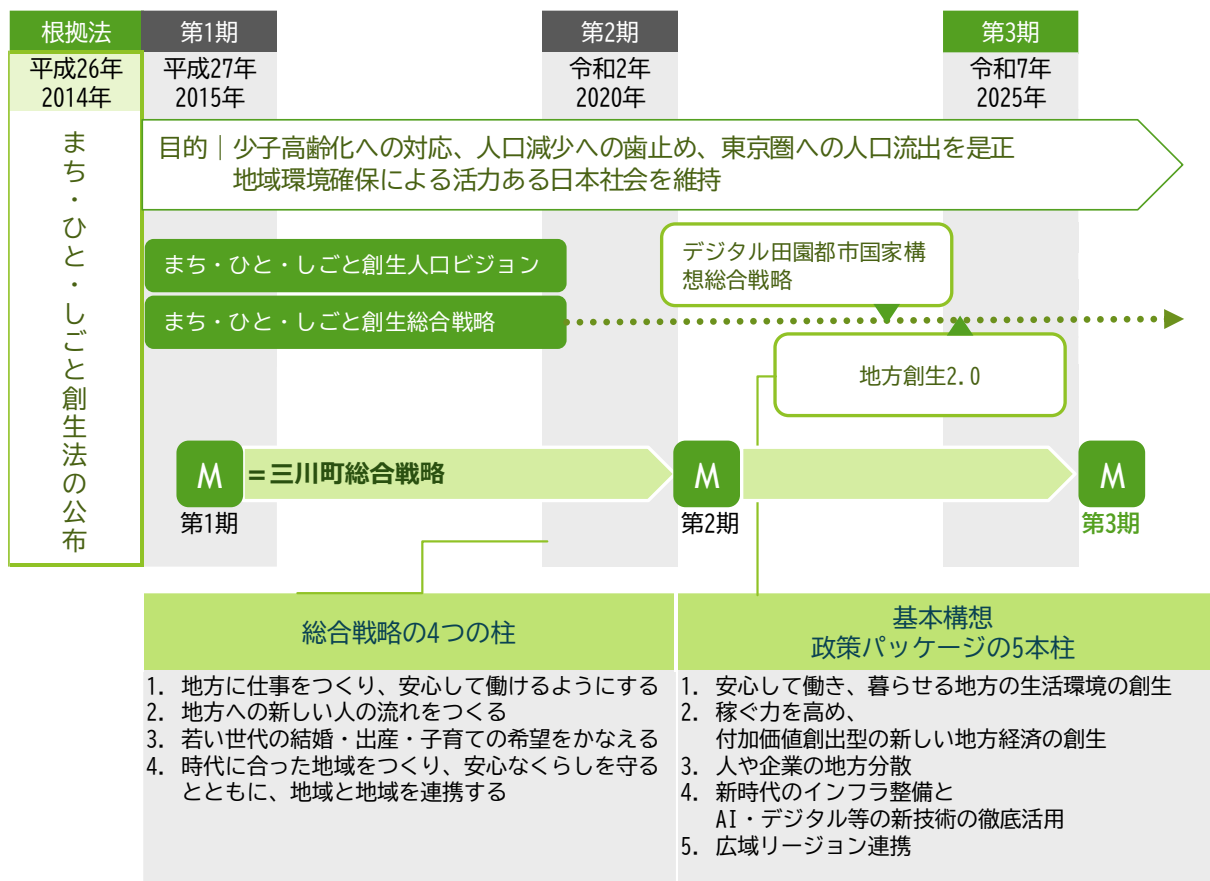 根拠法
第1期
第2期
第3期
平成26年
2014年
平成27年
2015年
令和2年
2020年
令和7年
2025年
まち・ひと・しごと創生法の公布
目的｜少子高齢化への対応、人口減少への歯止め、東京圏への人口流出を是正
地域環境確保による活力ある日本社会を維持
まち・ひと・しごと創生人口ビジョン
まち・ひと・しごと創生総合戦略
デジタル田園都市国家構
想総合戦略
地方創生2.0
M
=三川町総合戦略
M
M
第1期
第2期
第3期
総合戦略の4つの柱
1. 地方に仕事をつくり、安心して働けるようにする
2. 地方への新しい人の流れをつくる
3. 若い世代の結婚・出産・子育ての希望をかなえる
4. 時代に合った地域をつくり、安心なくらしを守る
とともに、地域と地域を連携する
基本構想
政策パッケージの5本柱
1. 安心して働き、暮らせる地方の生活環境の創生
2. 稼ぐ力を高め、
付加価値創出型の新しい地方経済の創生
3. 人や企業の地方分散
4. 新時代のインフラ整備と
AI・デジタル等の新技術の徹底活用
5. 広域リージョン連携